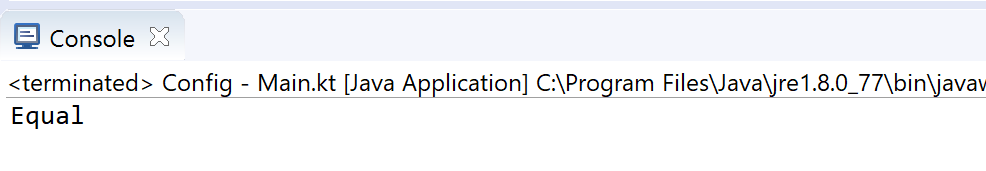 Console
<terminated> Config - Main.kt [Java Application] C:\Program Files\Java\jre1.8.0_77\bin\javaw
Equal